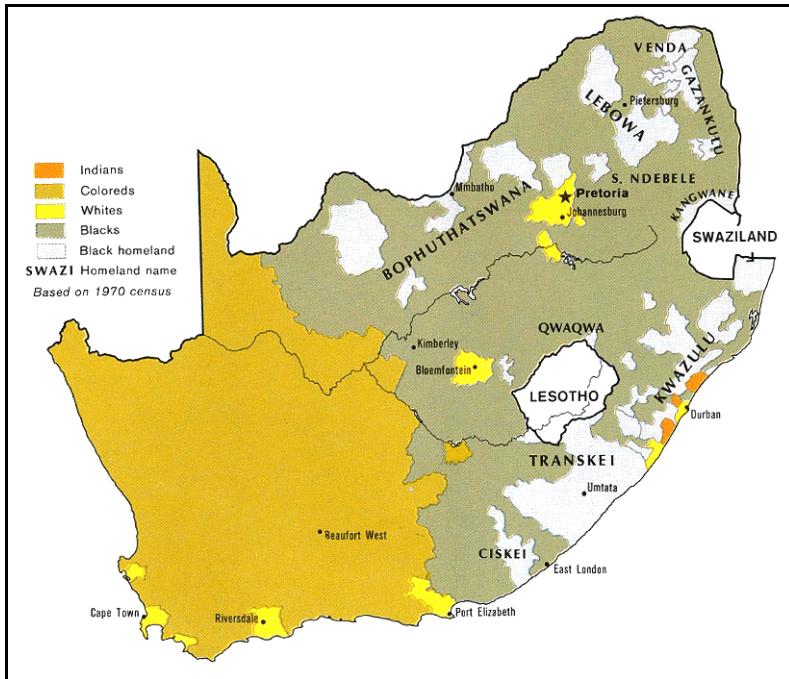 Indians
Coloreds
Whites
Blacks
Black homeland
SWAZI Homeland name
Based on 1970 census
VENDA
GAZANKULU
Pietersburg
LEBOWA
S. NDEBELE
Mmbatho
Pretoria
Johannesburg
KANGWANE
BOPHUTHATSWANA
SWAZILAND
QWAQWA
Kimberley
Bloemfontein
LESOTHO
KWAZULU
Durban
TRANSKEI
Umtata
CISKEI
East London
Beaufort West
Cape Town
Riversdale
Port Elizabeth